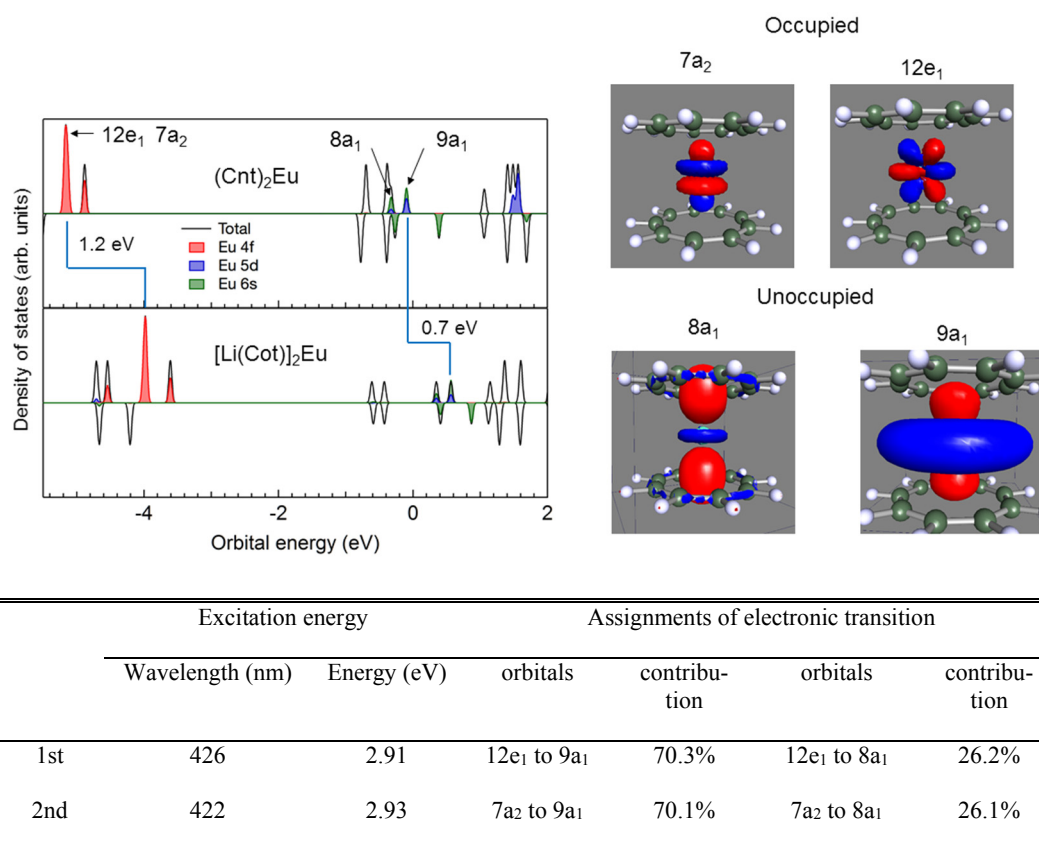 Occupied
7a₂ 12e₁
12e₁ 7a₂
8a₁ 9a₁
(Cnt)₂Eu
1.2 eV
Total
Eu 4f
Eu 5d
Eu 6s
Density of states (arb. units)
0.7 eV
[Li(Cot)]₂Eu
-4 -2 0 2
Orbital energy (eV)
Unoccupied
8a₁ 9a₁
Excitation energy Assignments of electronic transition
Wavelength (nm) Energy (eV) orbitals contribu- orbitals contribu-
tion tion
1st 426 2.91 12e₁ to 9a₁ 70.3% 12e₁ to 8a₁ 26.2%
2nd 422 2.93 7a₂ to 9a₁ 70.1% 7a₂ to 8a₁ 26.1%